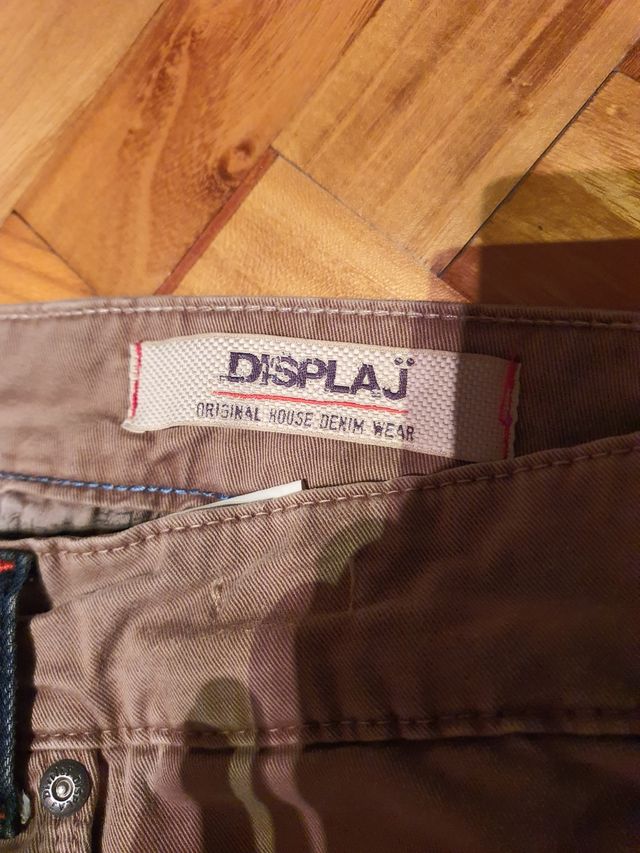 DISPLAJ̈
ORIGINAL HOUSE DENIM WEAR